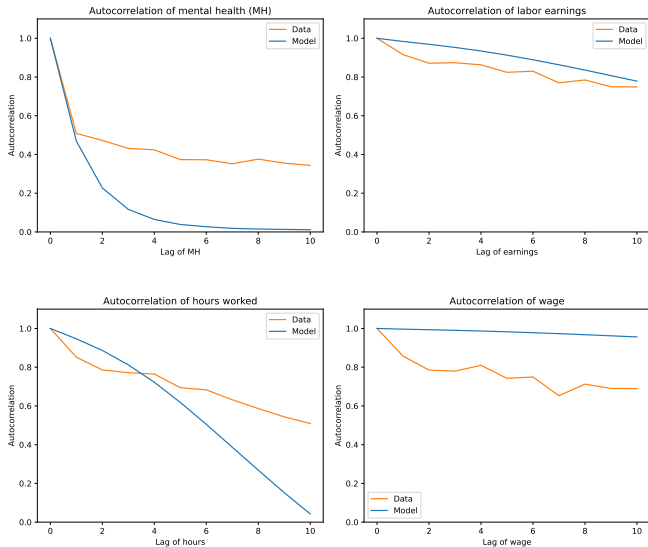 Autocorrelation of mental health (MH)
1.0
0.8
0.6
0.4
0.2
0.0
Autocorrelation
Data
Model
0 2 4 6 8 10
Lag of MH
Autocorrelation of labor earnings
1.0
0.8
0.6
0.4
0.2
0.0
Autocorrelation
Data
Model
0 2 4 6 8 10
Lag of earnings
Autocorrelation of hours worked
1.0
0.8
0.6
0.4
0.2
0.0
Autocorrelation
Data
Model
0 2 4 6 8 10
Lag of hours
Autocorrelation of wage
1.0
0.8
0.6
0.4
0.2
0.0
Autocorrelation
Data
Model
0 2 4 6 8 10
Lag of wage